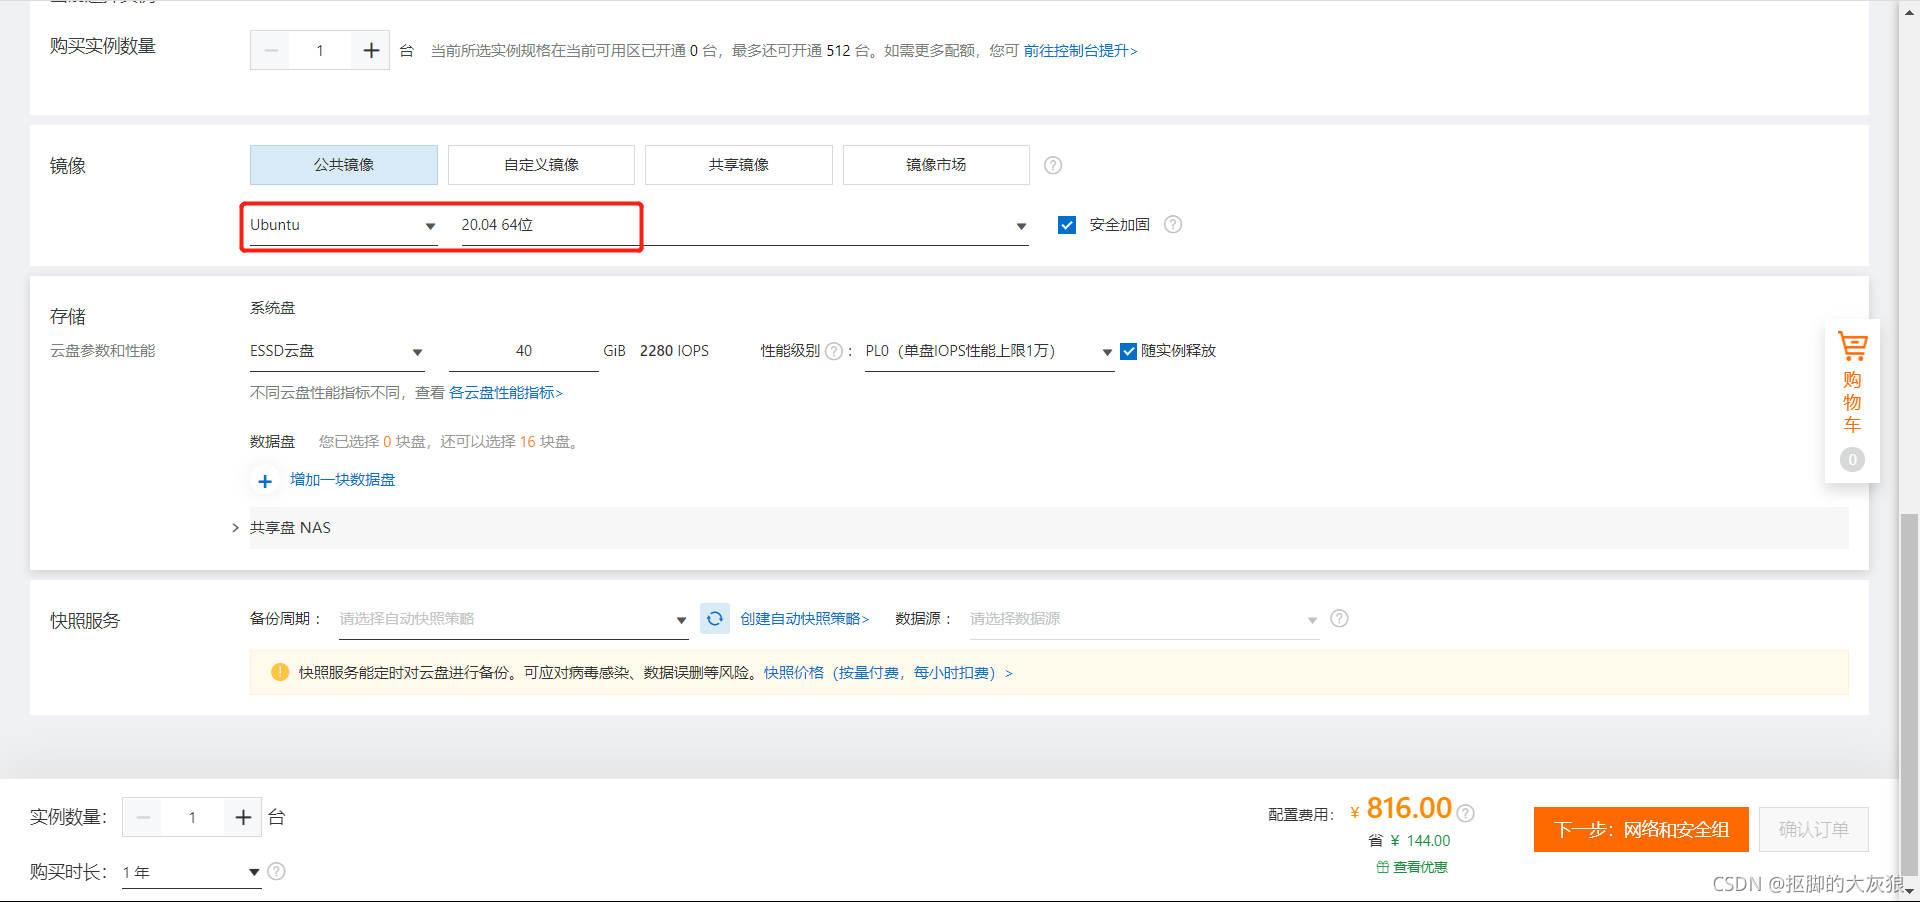 购买实例数量
1
台
当前所选实例规格在当前可用区已开通 0 台，最多还可开通 512 台。如需更多配额，您可 前往控制台提升>
镜像
公共镜像
自定义镜像
共享镜像
镜像市场
Ubuntu
20.04 64位
安全加固
存储
系统盘
云盘参数和性能
ESSD云盘
40
GiB
2280 IOPS
性能级别
：
PL0（单盘IOPS性能上限1万）
随实例释放
不同云盘性能指标不同，查看 各云盘性能指标>
数据盘
您已选择 0 块盘，还可以选择 16 块盘。
增加一块数据盘
共享盘 NAS
购物车
0
快照服务
备份周期：
请选择自动快照策略
创建自动快照策略>
数据源：
请选择数据源
快照服务能定时对云盘进行备份。可应对病毒感染、数据误删等风险。快照价格（按量付费，每小时扣费）>
实例数量：
1
台
配置费用：
¥ 816.00
省 ¥ 144.00
查看优惠
下一步：网络和安全组
确认订单
购买时长：
1 年
CSDN @抠脚的大灰狼